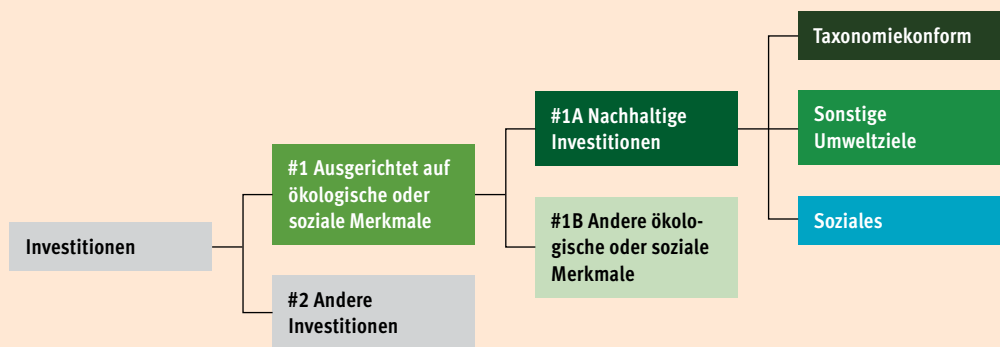 Investitionen
#1 Ausgerichtet auf
ökologische oder
soziale Merkmale
#2 Andere
Investitionen
#1A Nachhaltige
Investitionen
#1B Andere ökolo-
gische oder soziale
Merkmale
Taxonomiekonform
Sonstige
Umweltziele
Soziales